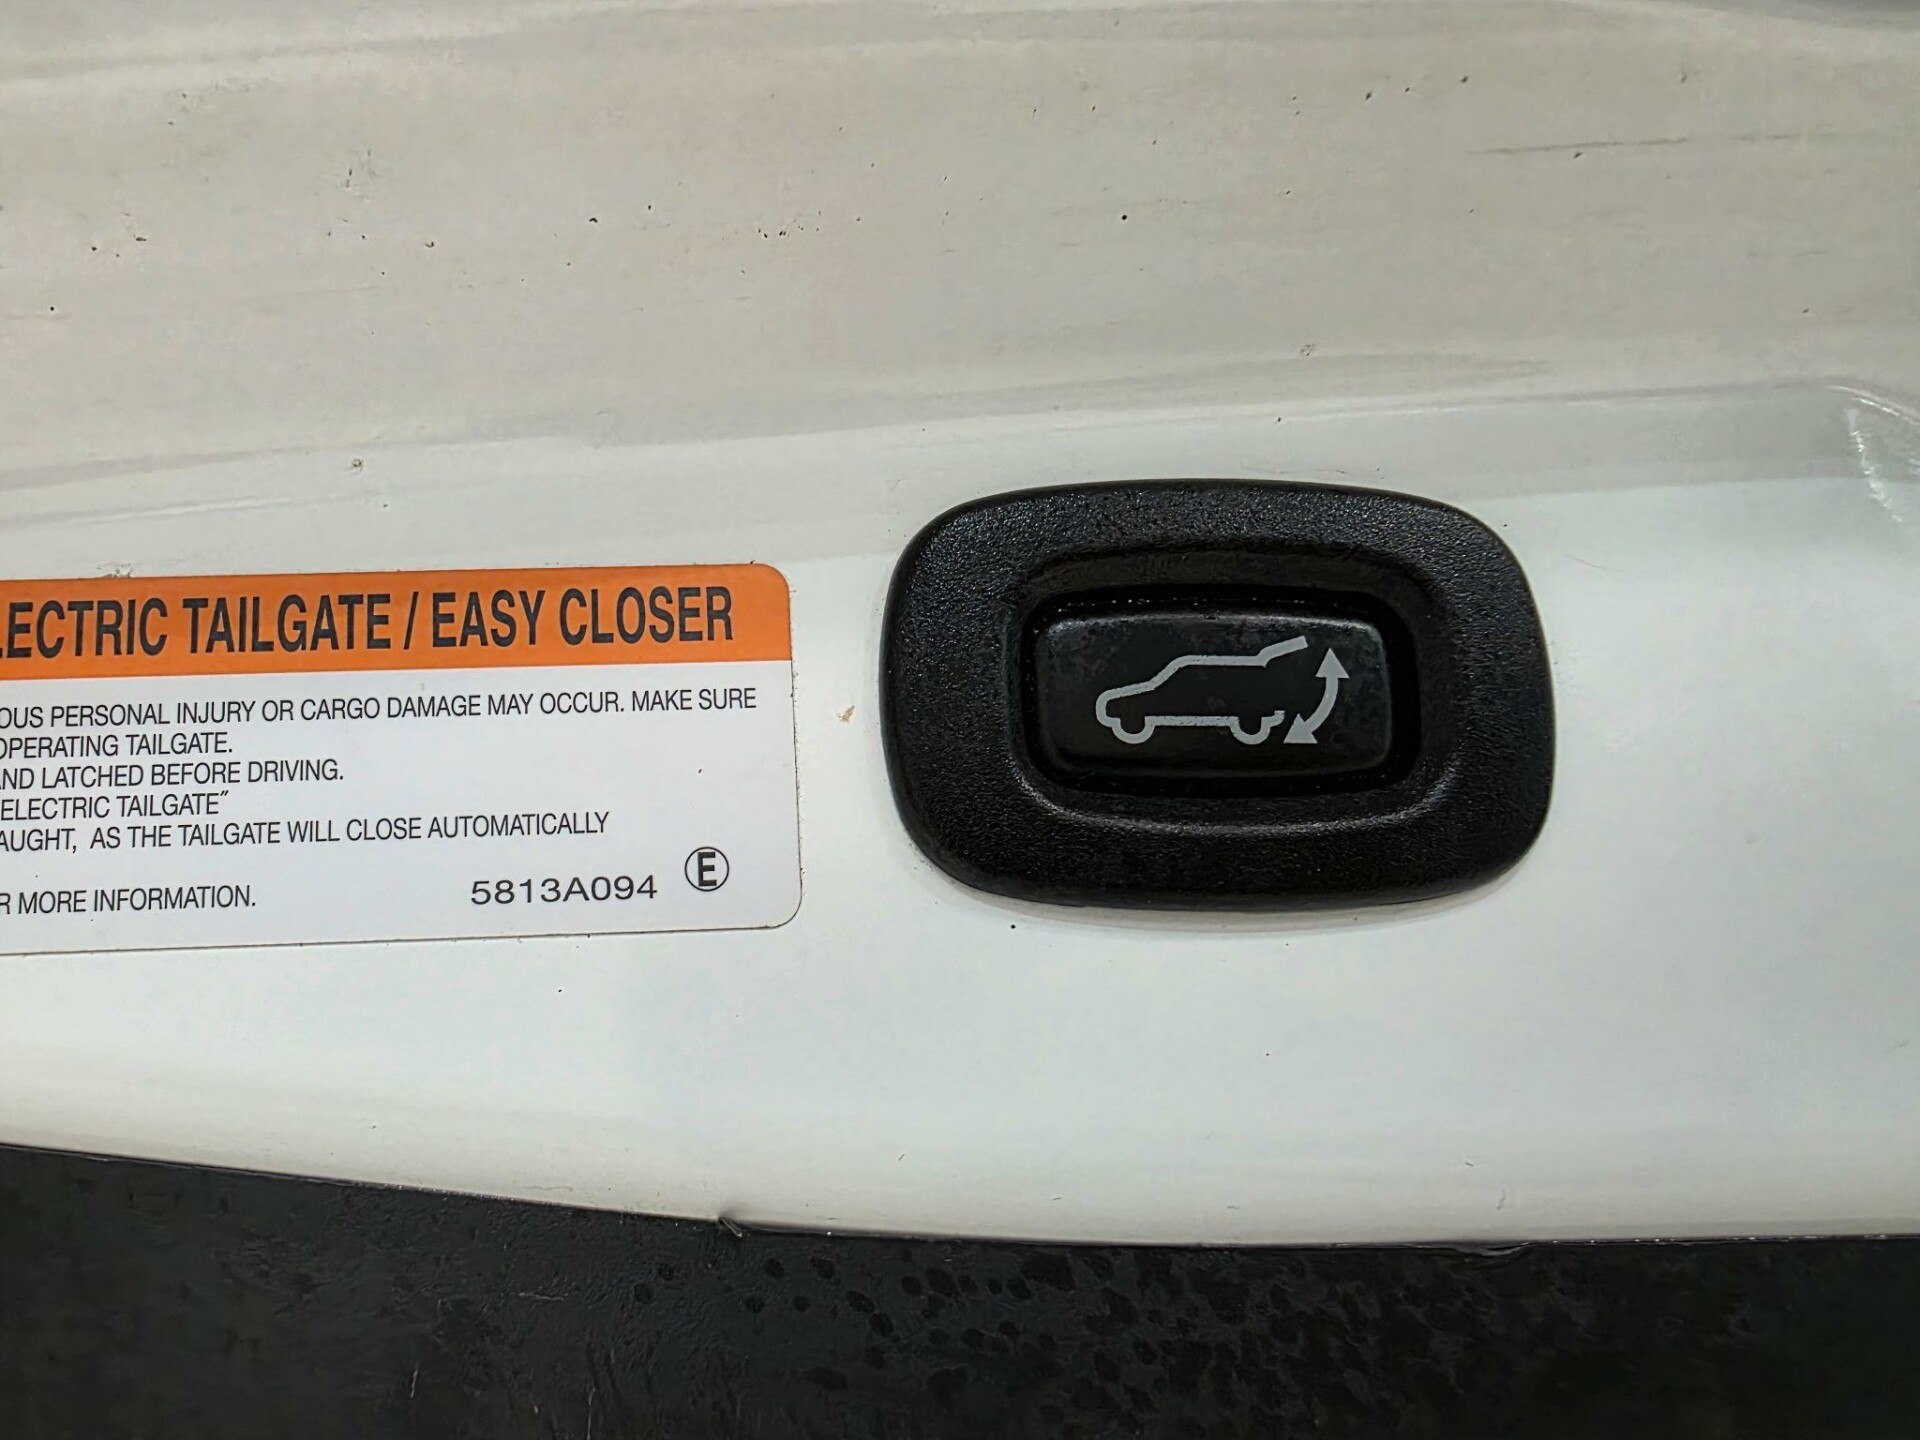 LECTRIC TAILGATE / EASY CLOSER
OUS PERSONAL INJURY OR CARGO DAMAGE MAY OCCUR. MAKE SURE
OPERATING TAILGATE.
AND LATCHED BEFORE DRIVING.
ELECTRIC TAILGATE"
AUGHT, AS THE TAILGATE WILL CLOSE AUTOMATICALLY
R MORE INFORMATION.
5813A094 E